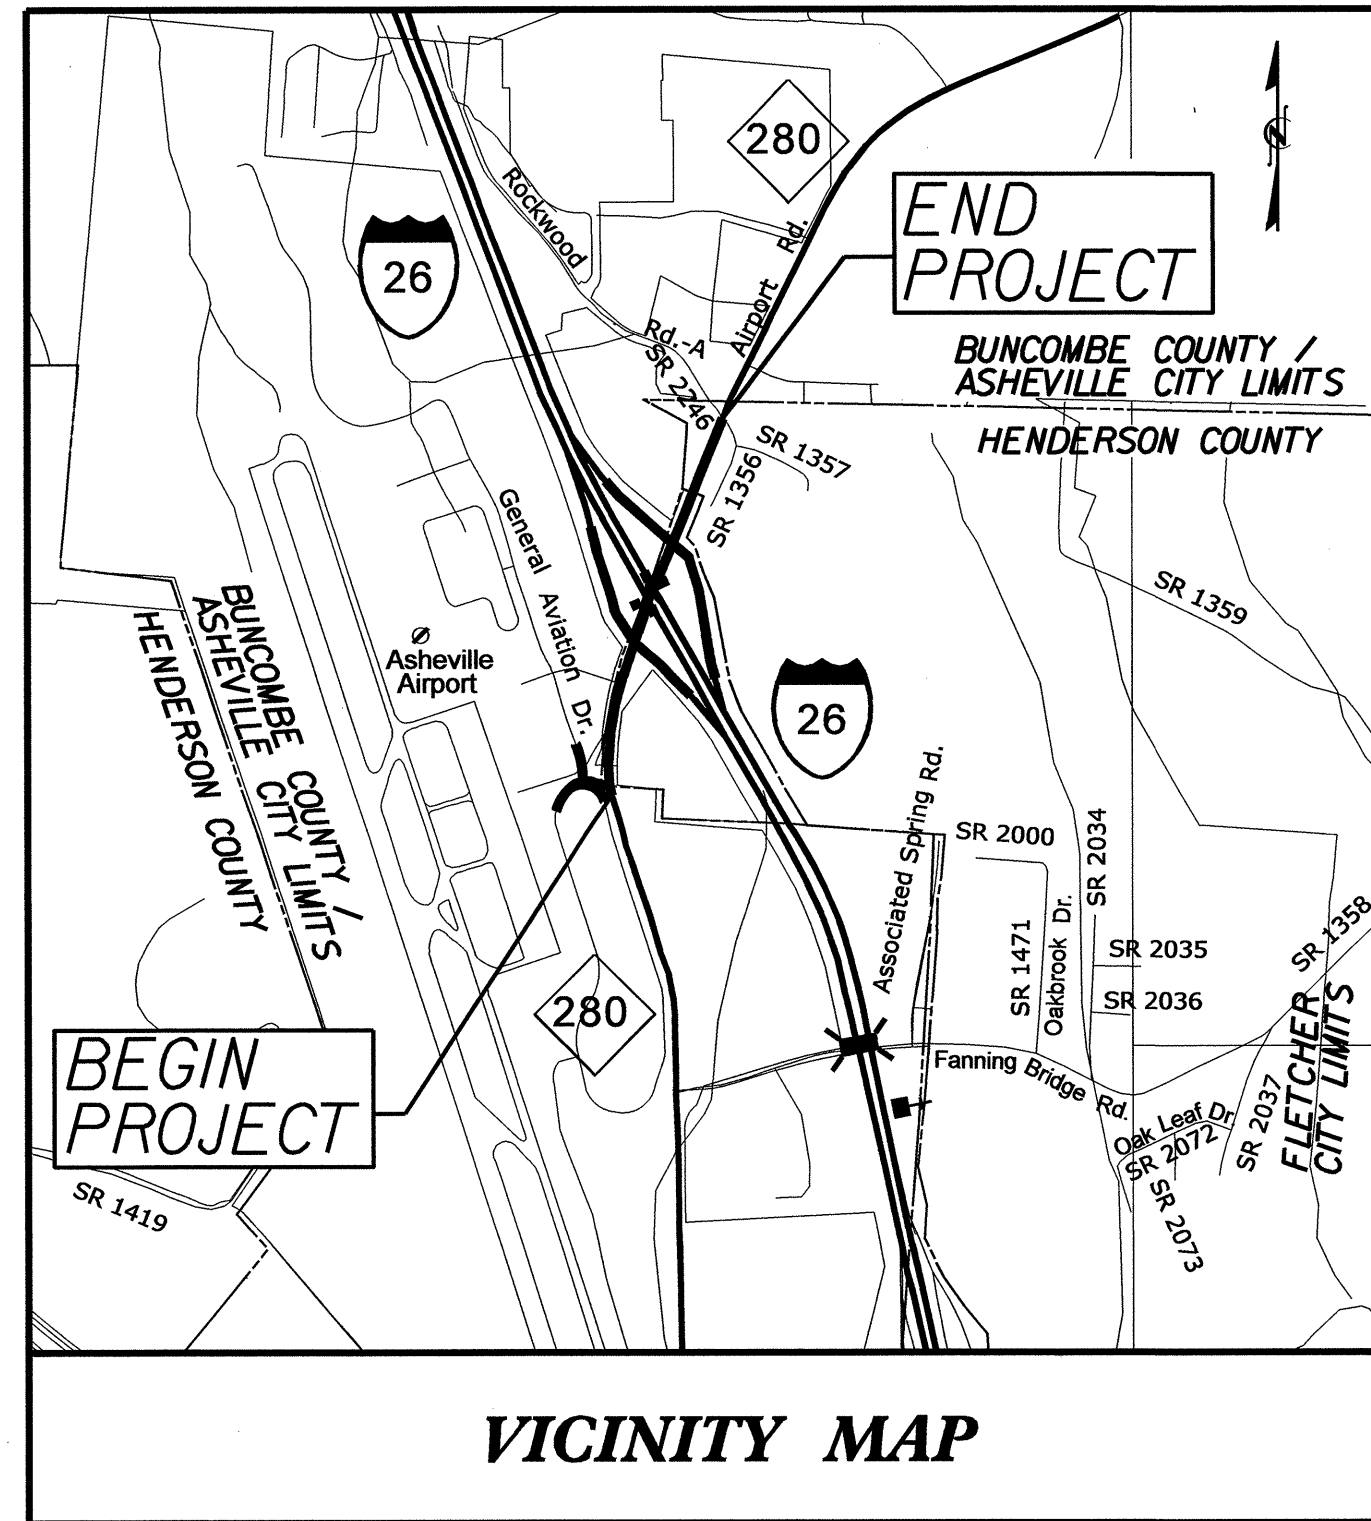 280
END
PROJECT
Rockwood
Rd.-A
SR 2246
Airport Rd.
26
BUNCOMBE COUNTY /
ASHEVILLE CITY LIMITS
HENDERSON COUNTY
SR 1357
SR 1356
General Aviation Dr.
SR 1359
BUNCOMBE COUNTY /
ASHEVILLE CITY LIMITS
HENDERSON COUNTY
Asheville
Airport
26
Associated Spring Rd.
SR 2000
SR 2034
SR 1471
Oakbrook Dr.
SR 2035
SR 2036
SR 1358
FLETCHER
CITY LIMITS
280
BEGIN
PROJECT
Fanning Bridge Rd.
Oak Leaf Dr.
SR 2072
SR 2037
SR 2073
SR 1419
VICINITY MAP